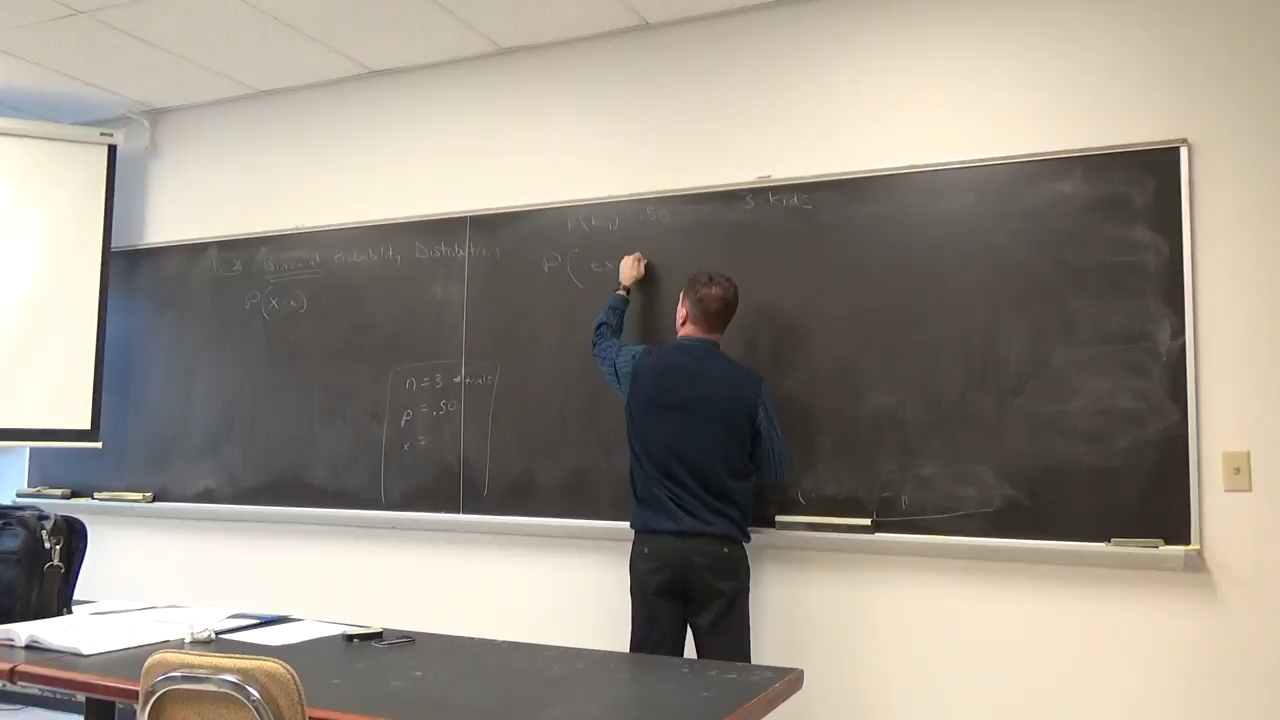 Binomial Probability Distribution
P(X=x)
n = 3 # trials
p = .50
x =
.50
3 kids
P( ex